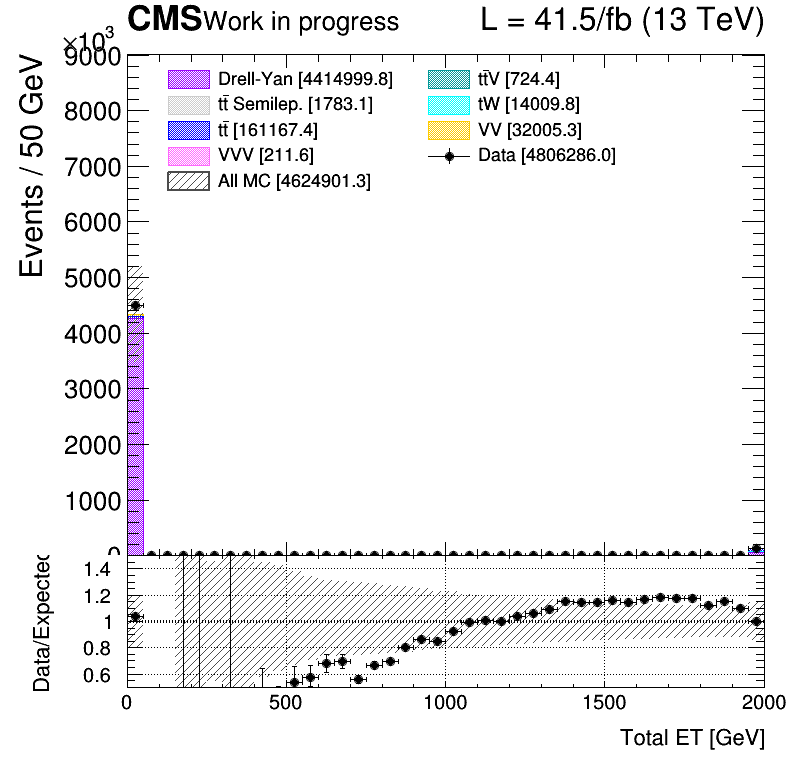 CMS Work in progress L = 41.5/fb (13 TeV)
×10³
Events / 50 GeV
9000
8000
7000
6000
5000
4000
3000
2000
1000
0
Drell-Yan [4414999.8]
tt̄ Semilep. [1783.1]
tt̄ [161167.4]
VVV [211.6]
All MC [4624901.3]
tt̄V [724.4]
tW [14009.8]
VV [32005.3]
Data [4806286.0]
Data/Expected
1.4
1.2
1
0.8
0.6
0 500 1000 1500 2000
Total ET [GeV]